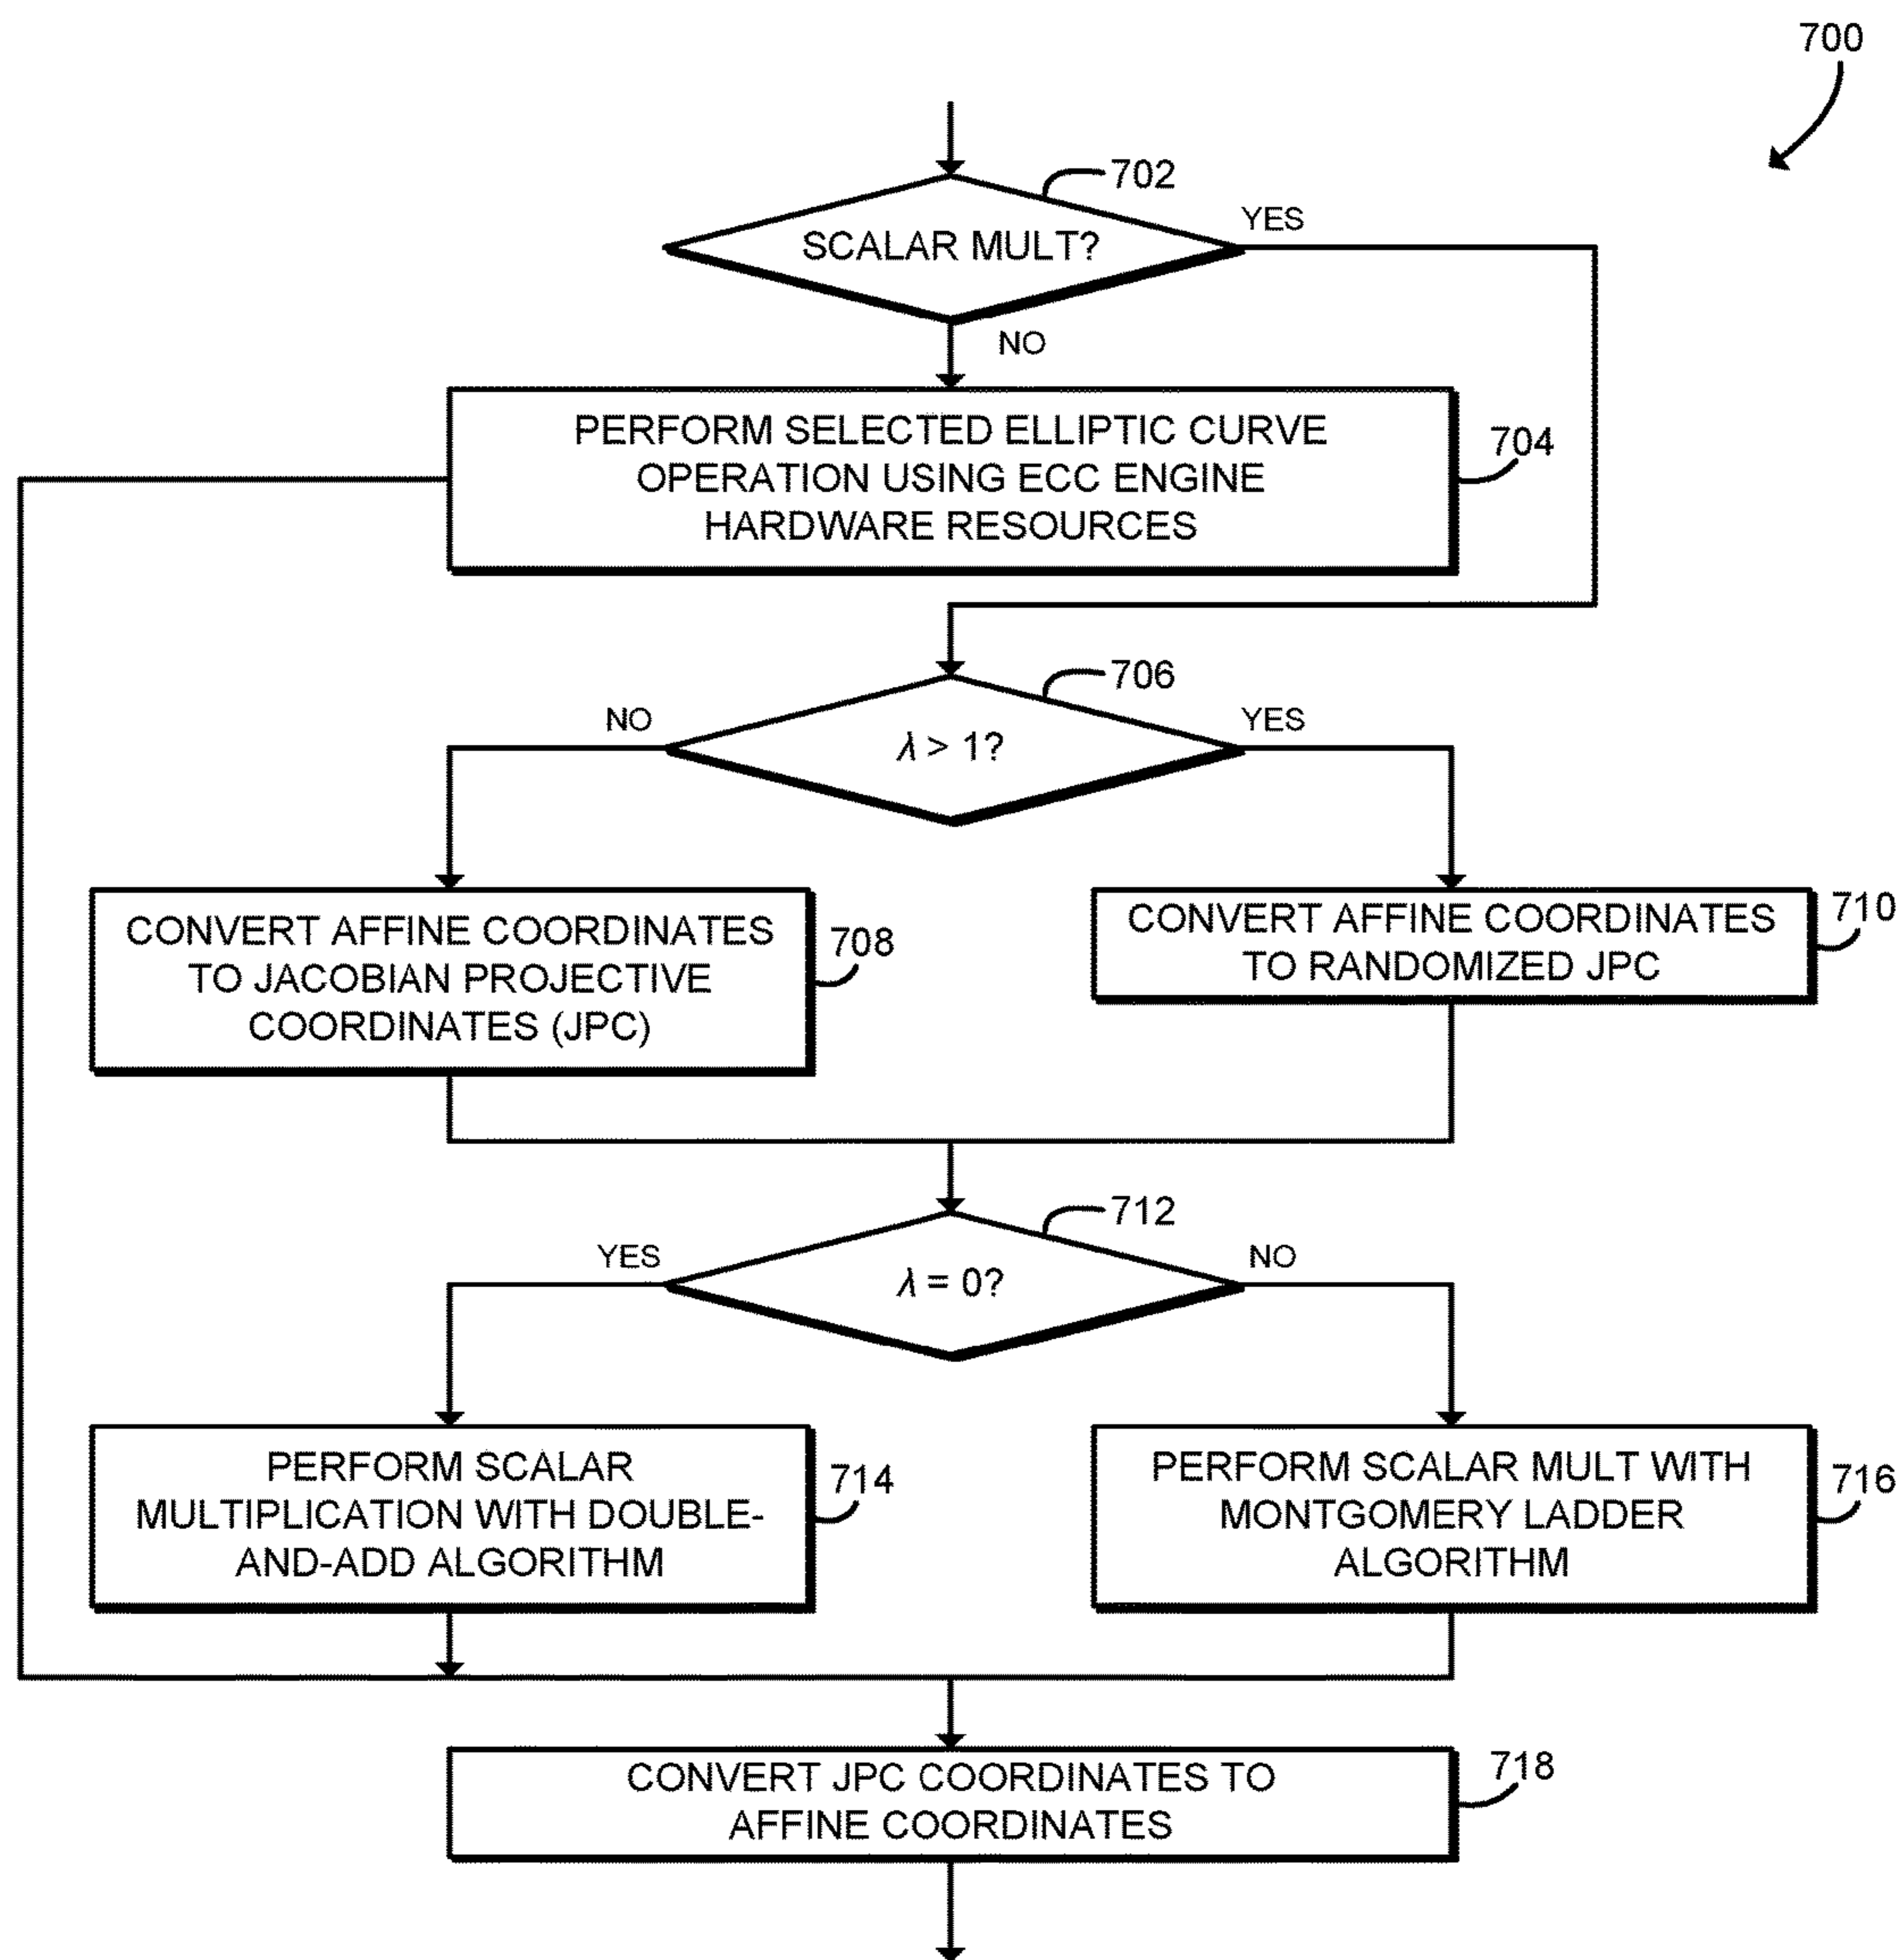 700
702
SCALAR MULT?
YES
NO
PERFORM SELECTED ELLIPTIC CURVE
OPERATION USING ECC ENGINE
HARDWARE RESOURCES
704
706
NO
YES
λ > 1?
CONVERT AFFINE COORDINATES
TO JACOBIAN PROJECTIVE
COORDINATES (JPC)
708
CONVERT AFFINE COORDINATES
TO RANDOMIZED JPC
710
712
YES
NO
λ = 0?
PERFORM SCALAR
MULTIPLICATION WITH DOUBLE-
AND-ADD ALGORITHM
714
PERFORM SCALAR MULT WITH
MONTGOMERY LADDER
ALGORITHM
716
CONVERT JPC COORDINATES TO
AFFINE COORDINATES
718